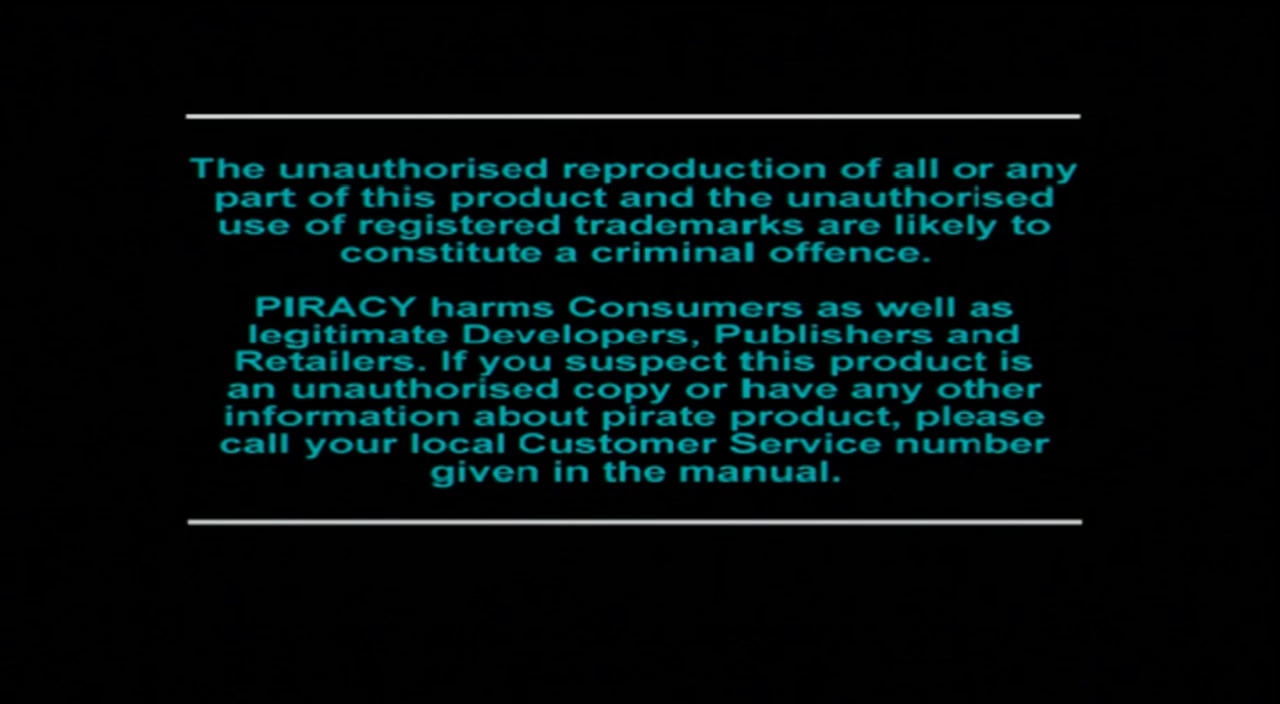 The unauthorised reproduction of all or any
part of this product and the unauthorised
use of registered trademarks are likely to
constitute a criminal offence.
PIRACY harms Consumers as well as
legitimate Developers, Publishers and
Retailers. If you suspect this product is
an unauthorised copy or have any other
information about pirate product, please
call your local Customer Service number
given in the manual.